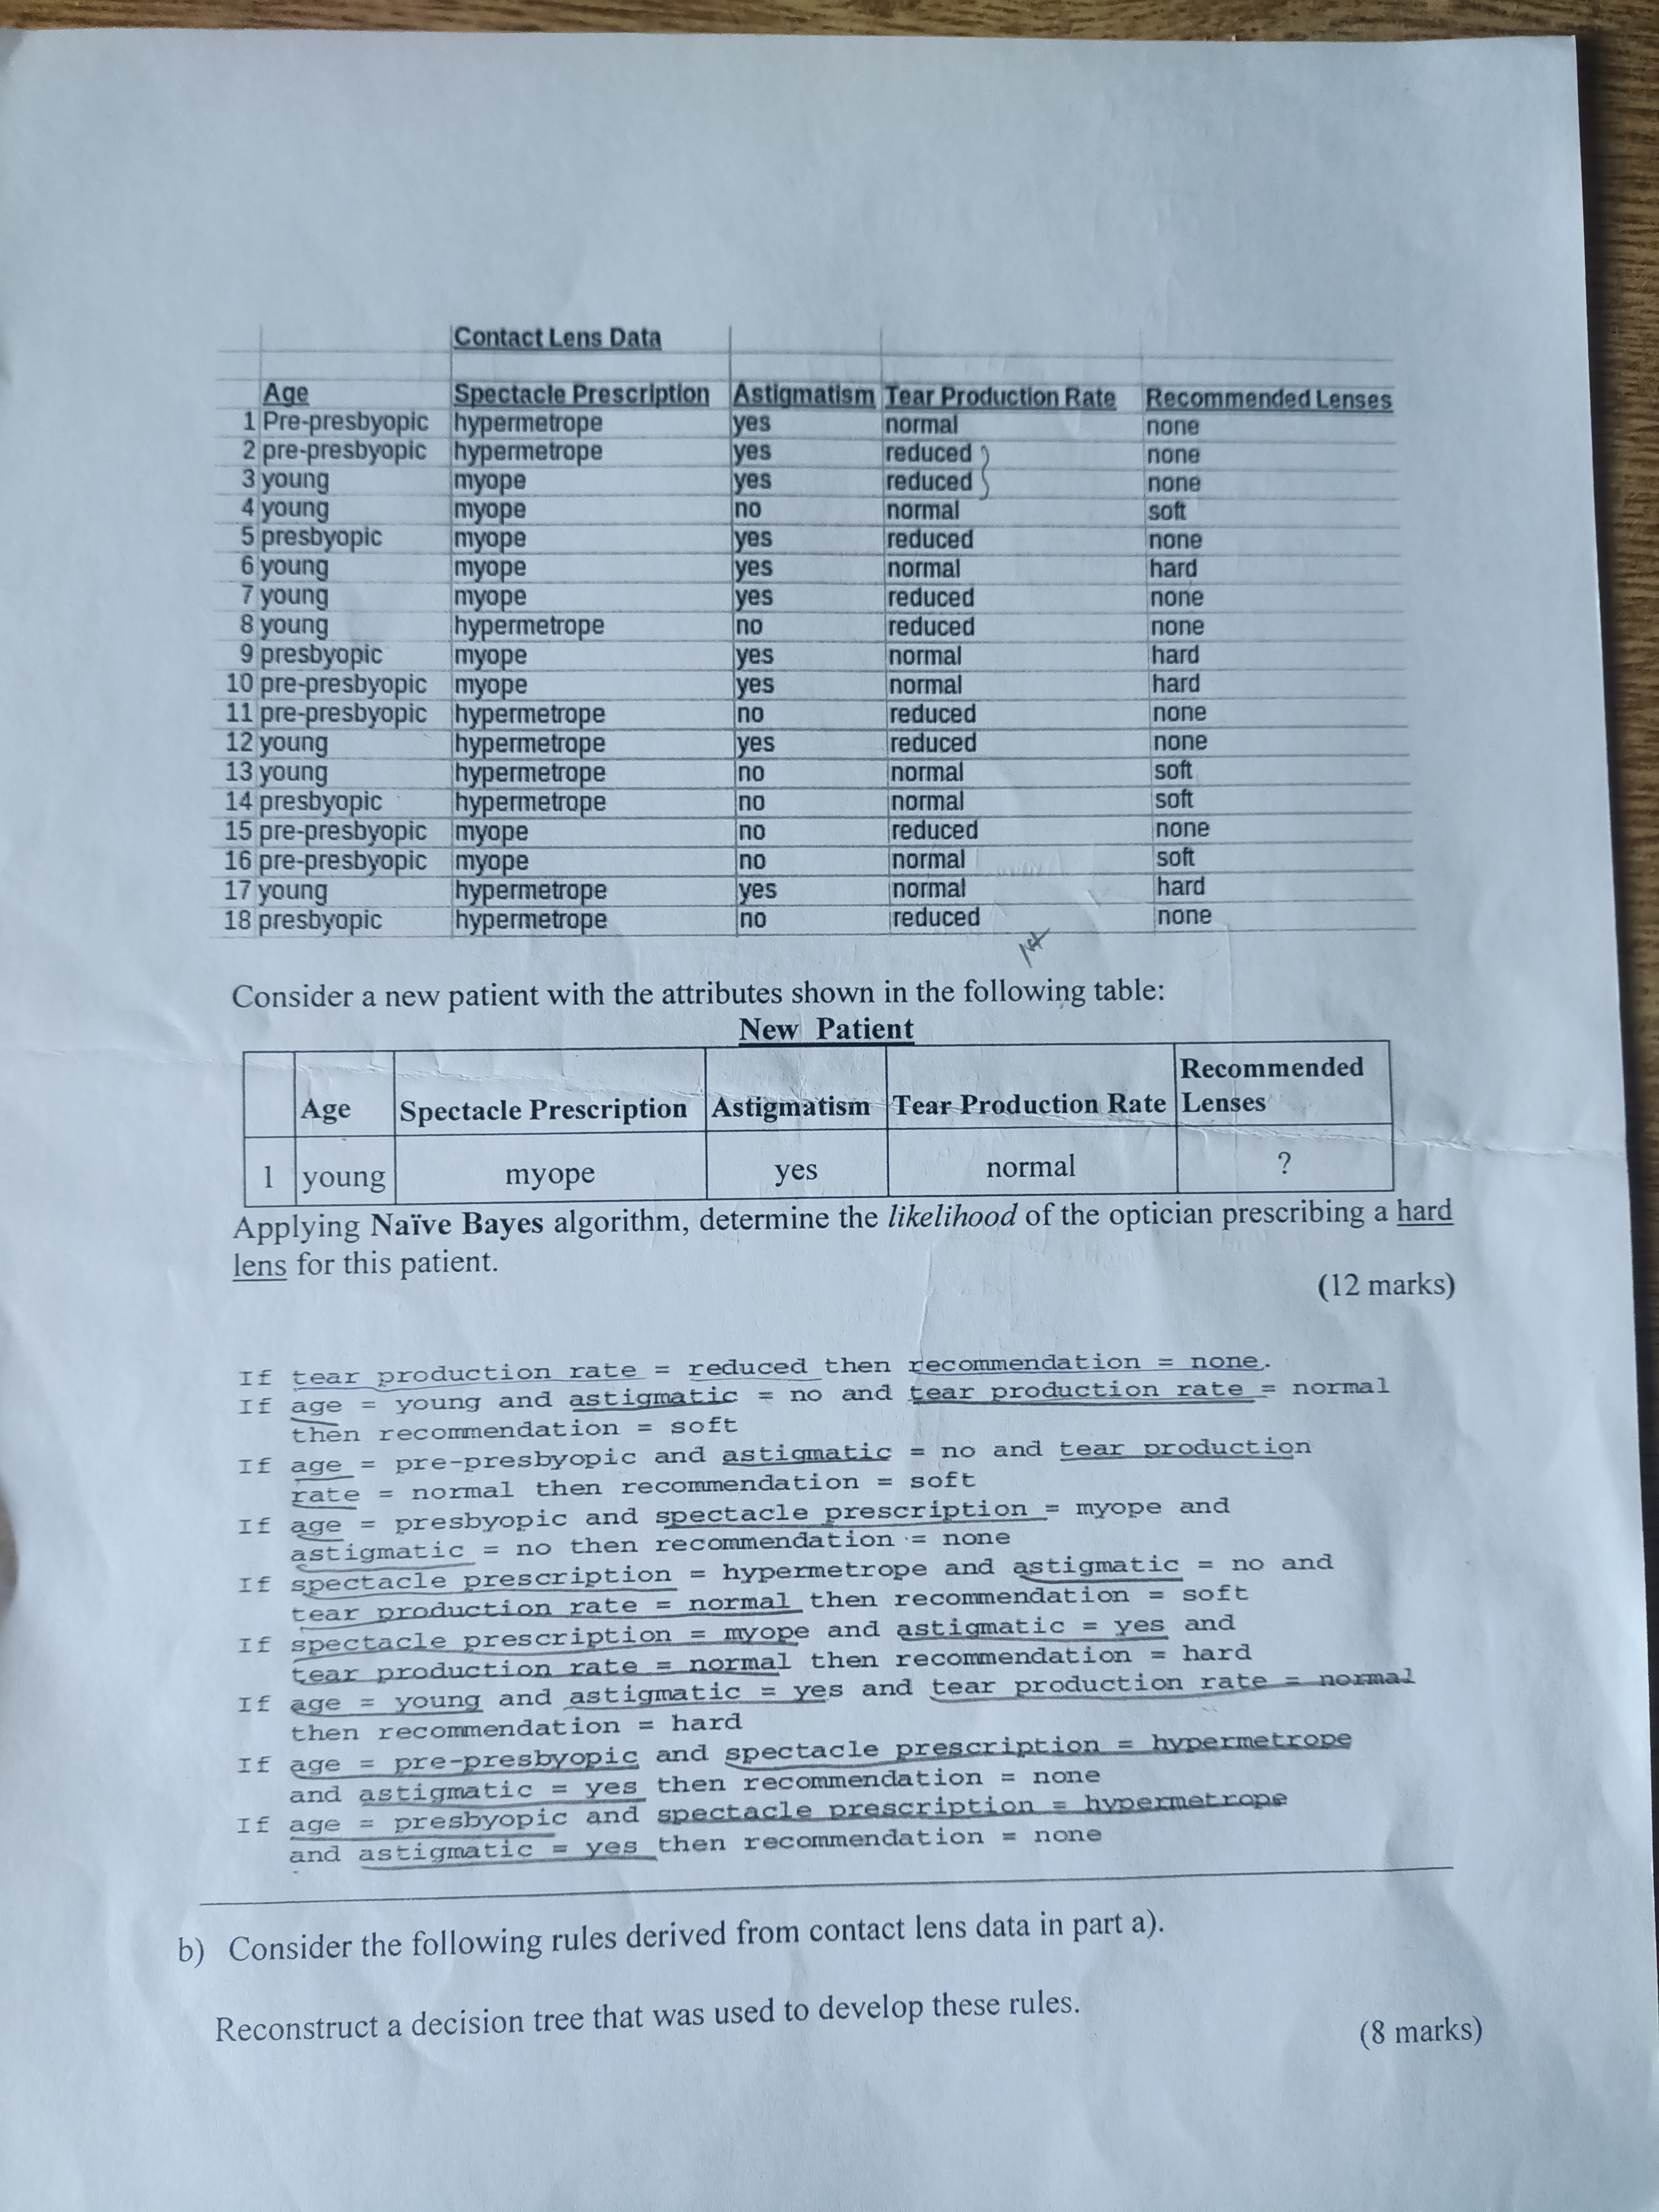 Contact Lens Data
Age Spectacle Prescription Astigmatism Tear Production Rate Recommended Lenses
1 Pre-presbyopic hypermetrope yes normal none
2 pre-presbyopic hypermetrope yes reduced none
3 young myope yes reduced none
4 young myope no normal soft
5 presbyopic myope yes reduced none
6 young myope yes normal hard
7 young myope yes reduced none
8 young hypermetrope no reduced none
9 presbyopic myope yes normal hard
10 pre-presbyopic myope yes normal hard
11 pre-presbyopic hypermetrope no reduced none
12 young hypermetrope yes reduced none
13 young hypermetrope no normal soft
14 presbyopic hypermetrope no normal soft
15 pre-presbyopic myope no reduced none
16 pre-presbyopic myope no normal soft
17 young hypermetrope yes normal hard
18 presbyopic hypermetrope no reduced none
Consider a new patient with the attributes shown in the following table:
New Patient
Age Spectacle Prescription Astigmatism Tear Production Rate Recommended Lenses
1 young myope yes normal ?
Applying Naïve Bayes algorithm, determine the likelihood of the optician prescribing a hard
lens for this patient.
(12 marks)
If tear production rate = reduced then recommendation = none.
If age = young and astigmatic = no and tear production rate = normal
then recommendation = soft
If age = pre-presbyopic and astigmatic = no and tear production
rate = normal then recommendation = soft
If age = presbyopic and spectacle prescription = myope and
astigmatic = no then recommendation = none
If spectacle prescription = hypermetrope and astigmatic = no and
tear production rate = normal then recommendation = soft
If spectacle prescription = myope and astigmatic = yes and
tear production rate = normal then recommendation = hard
If age = young and astigmatic = yes and tear production rate = normal
then recommendation = hard
If age = pre-presbyopic and spectacle prescription = hypermetrope
and astigmatic = yes then recommendation = none
If age = presbyopic and spectacle prescription = hypermetrope
and astigmatic = yes then recommendation = none
b) Consider the following rules derived from contact lens data in part a).
Reconstruct a decision tree that was used to develop these rules.
(8 marks)